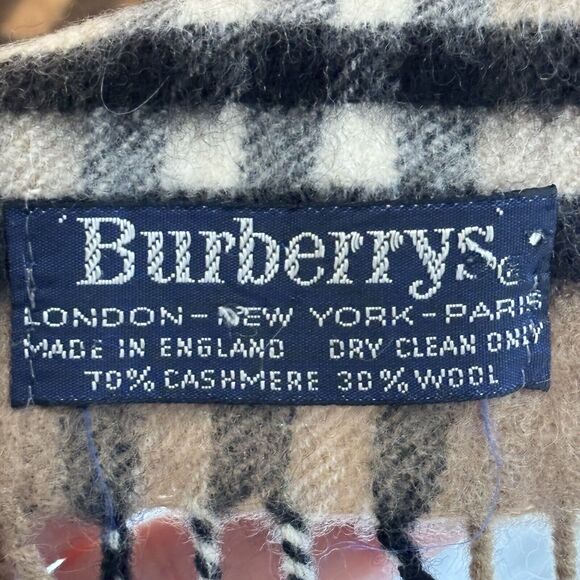 Burberrys®
LONDON-NEW YORK-PARIS
MADE IN ENGLAND DRY CLEAN ONLY
70% CASHMERE 30% WOOL